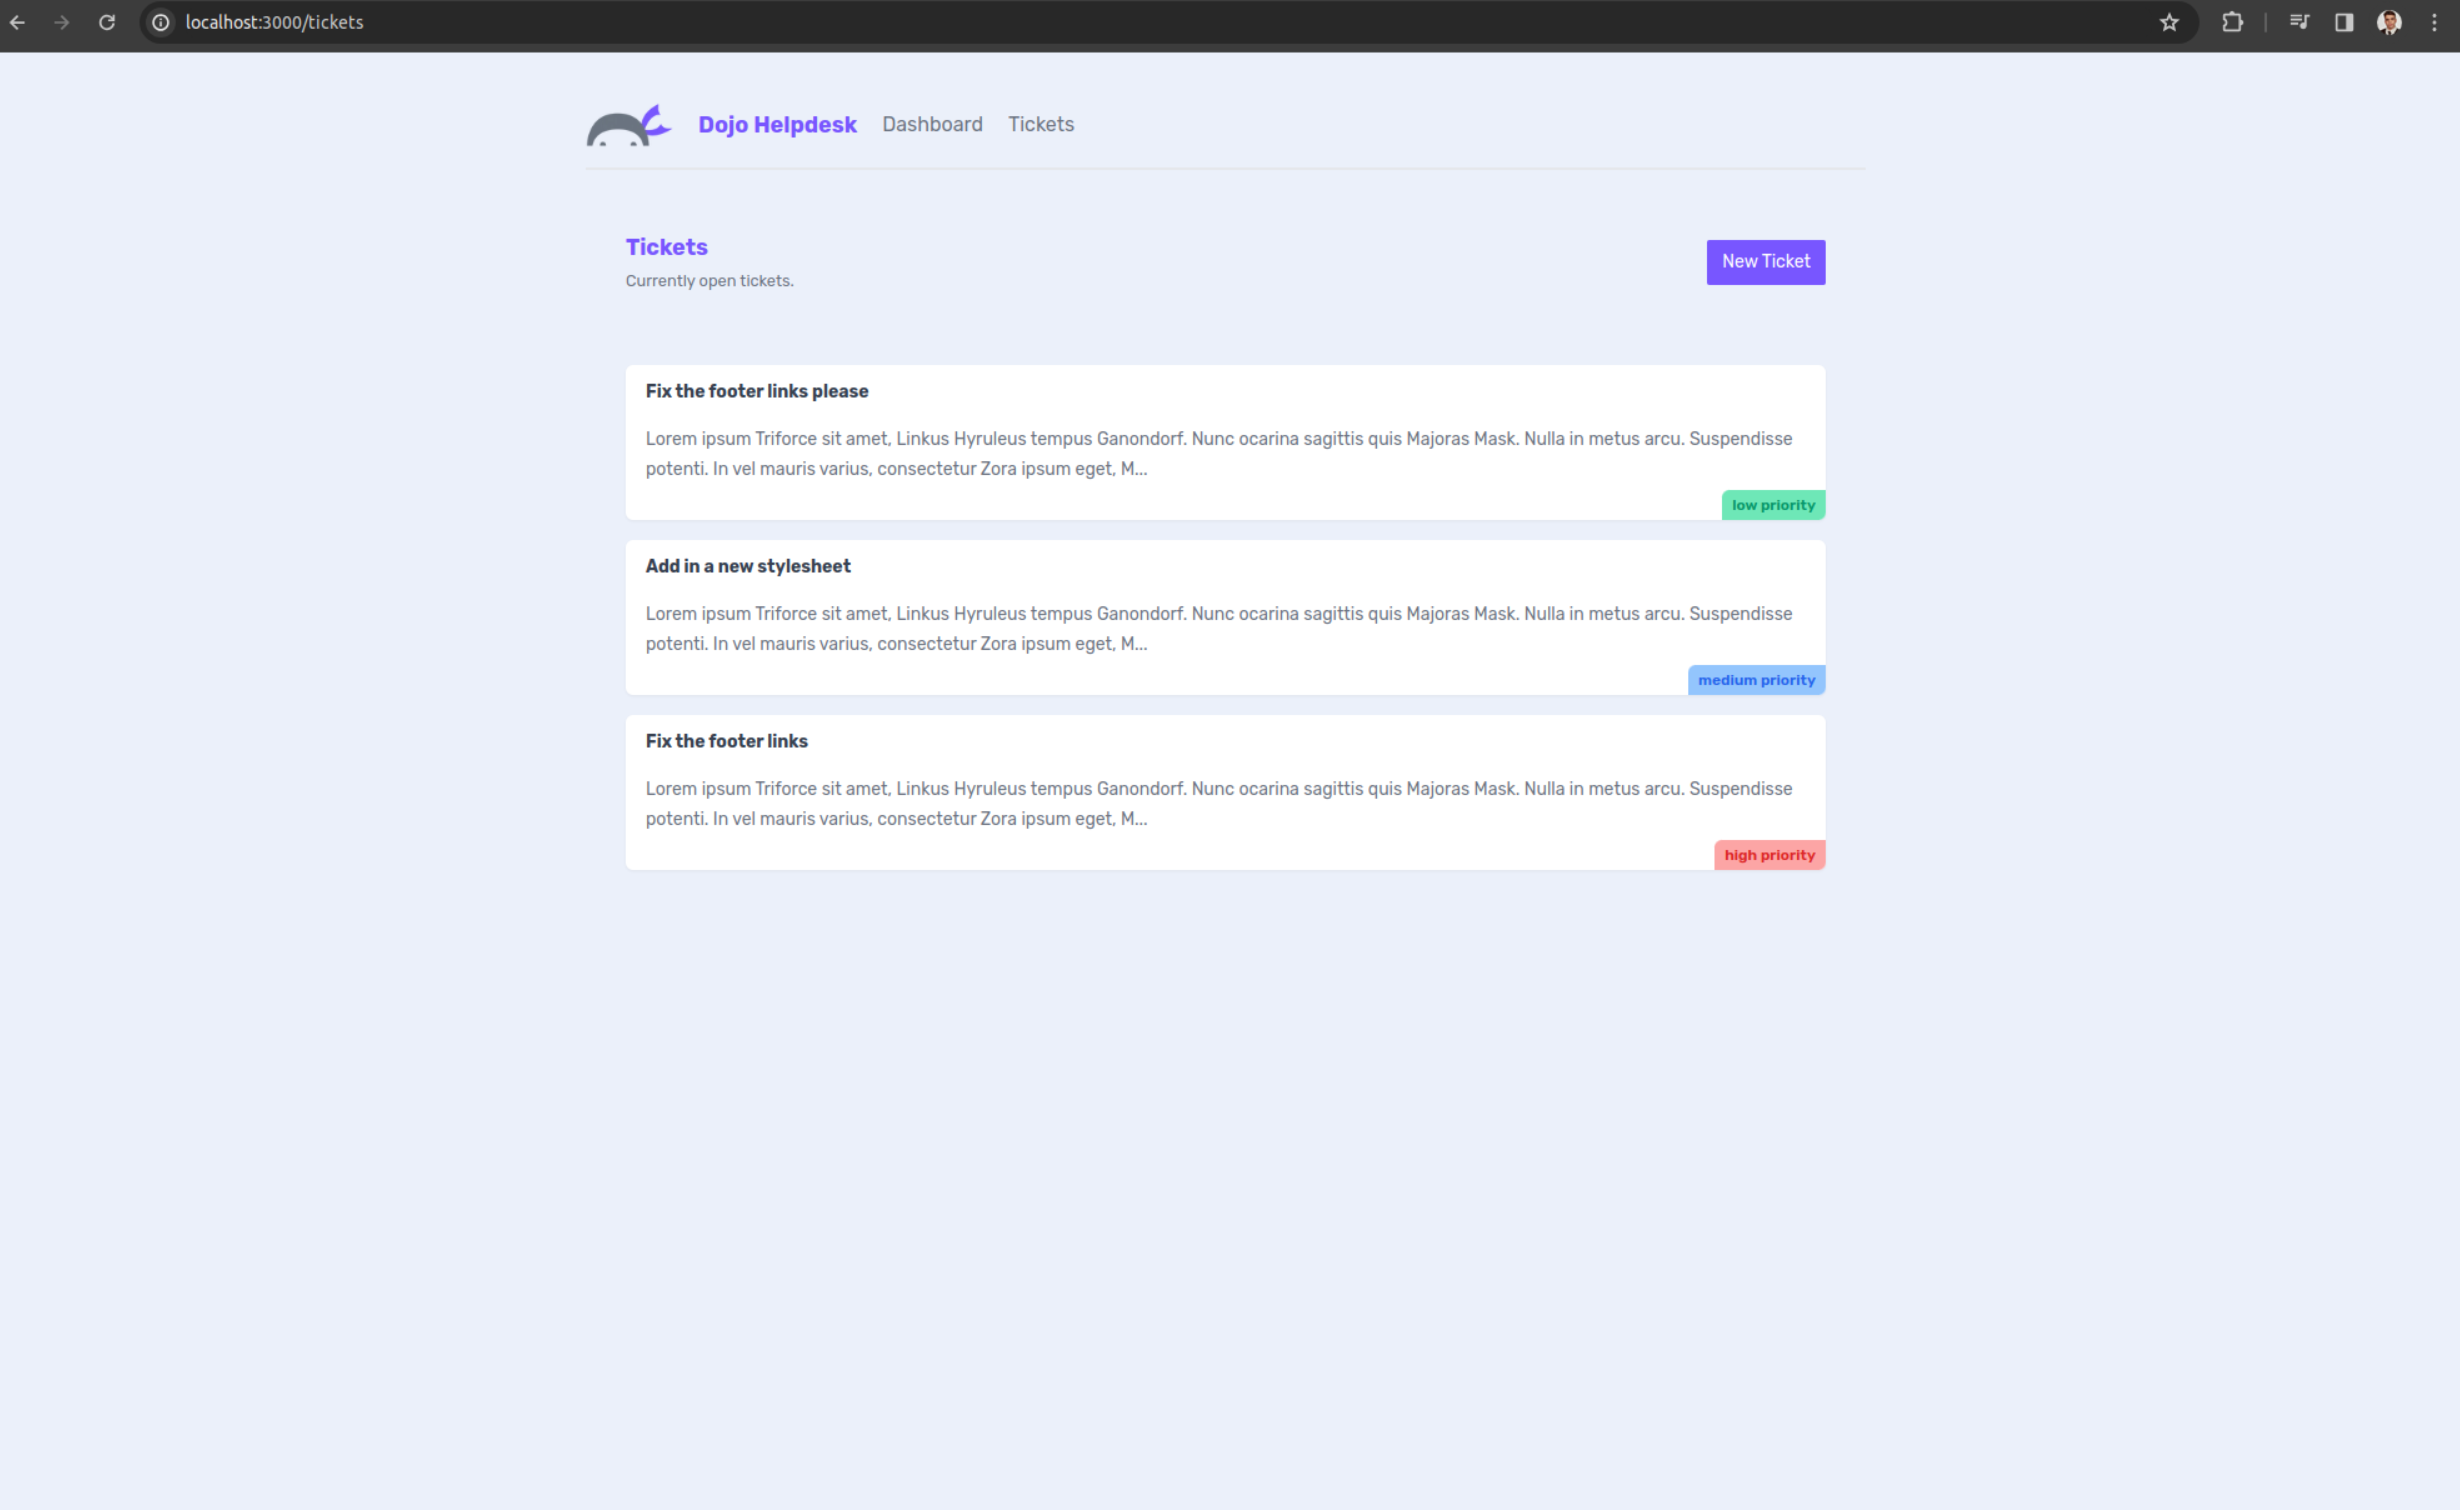 localhost:3000/tickets
Dojo Helpdesk Dashboard Tickets
Tickets
Currently open tickets.
New Ticket
Fix the footer links please
Lorem ipsum Triforce sit amet, Linkus Hyruleus tempus Ganondorf. Nunc ocarina sagittis quis Majoras Mask. Nulla in metus arcu. Suspendisse
potenti. In vel mauris varius, consectetur Zora ipsum eget, M...
low priority
Add in a new stylesheet
Lorem ipsum Triforce sit amet, Linkus Hyruleus tempus Ganondorf. Nunc ocarina sagittis quis Majoras Mask. Nulla in metus arcu. Suspendisse
potenti. In vel mauris varius, consectetur Zora ipsum eget, M...
medium priority
Fix the footer links
Lorem ipsum Triforce sit amet, Linkus Hyruleus tempus Ganondorf. Nunc ocarina sagittis quis Majoras Mask. Nulla in metus arcu. Suspendisse
potenti. In vel mauris varius, consectetur Zora ipsum eget, M...
high priority